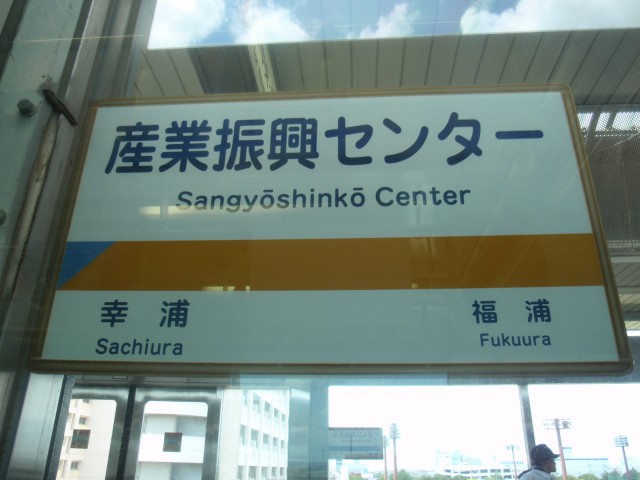 産業振興センター
Sangyōshinkō Center
幸浦 福浦
Sachiura Fukuura